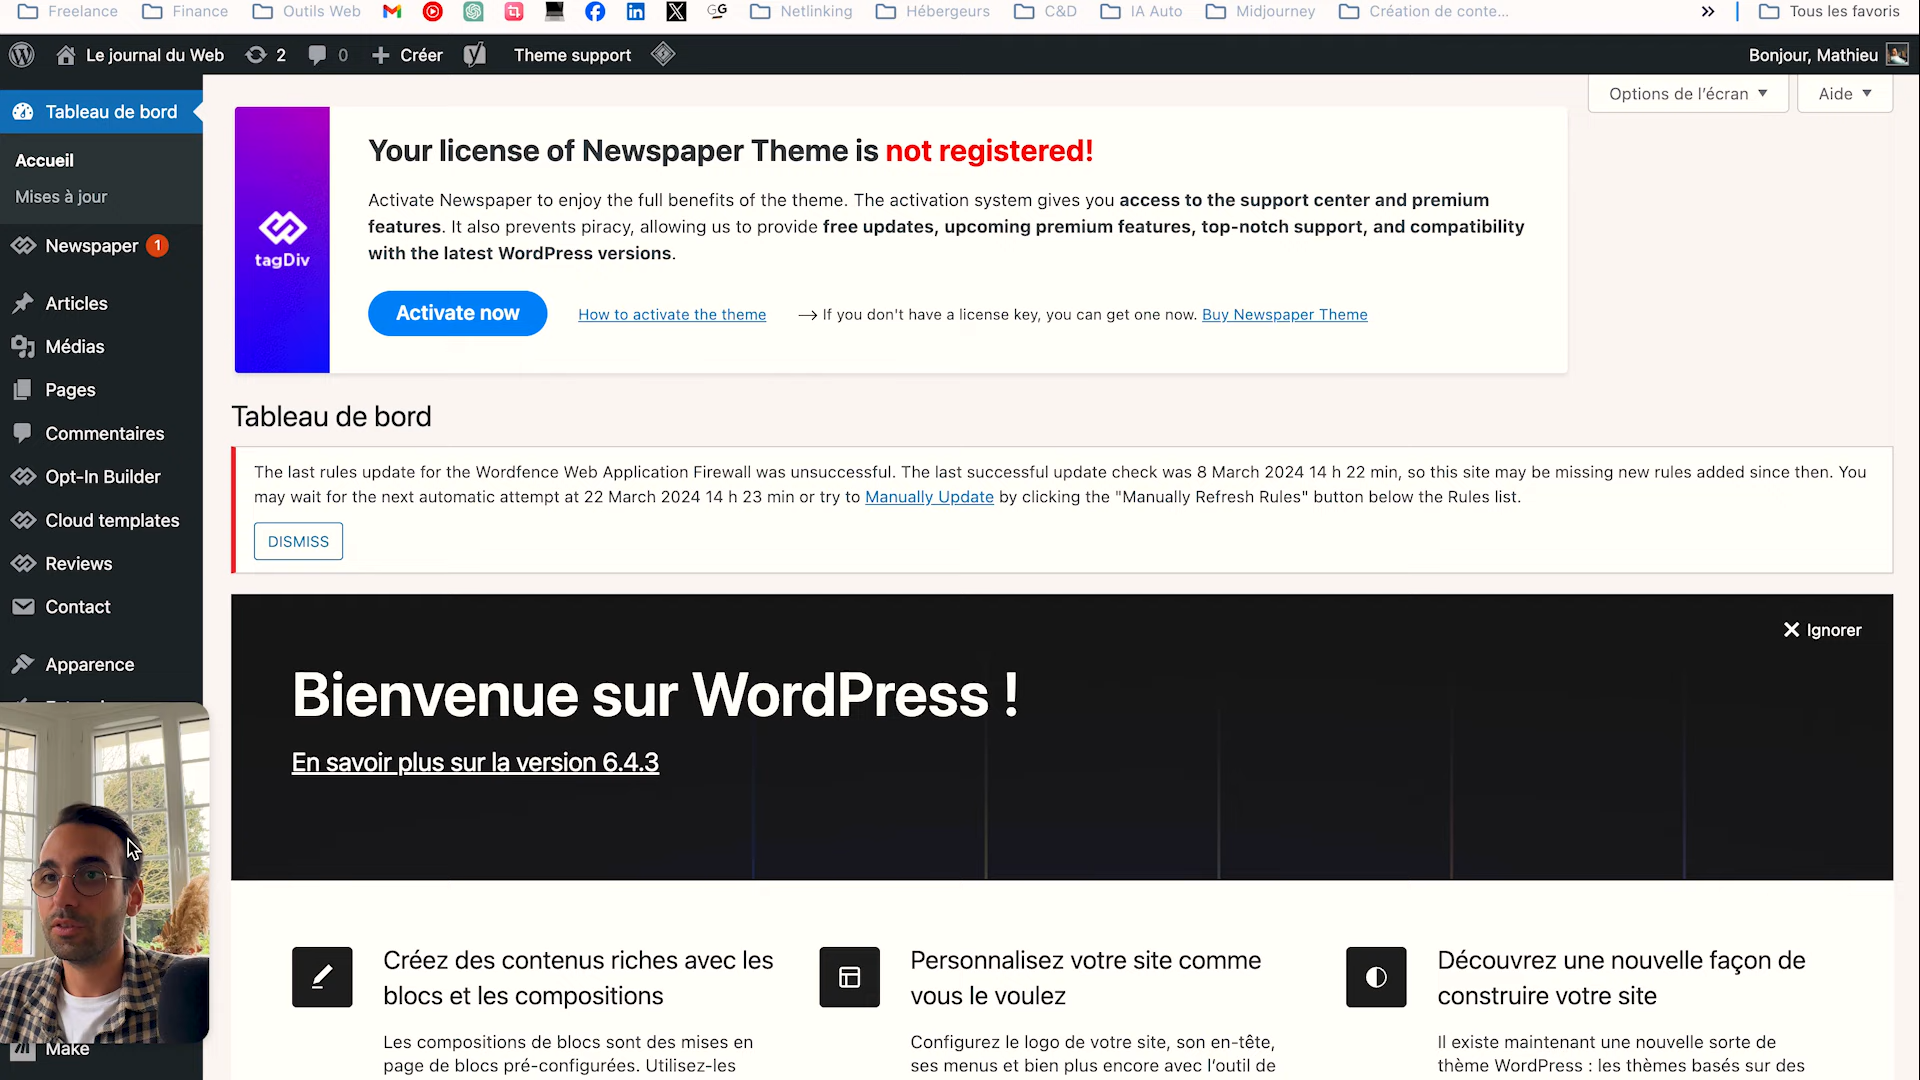 Freelance Finance Outils Web Netlinking Hébergeurs C&D IA Auto Midjourney Création de conte... » Tous les favoris
Le journal du Web 2 0 + Créer Theme support Bonjour, Mathieu
Options de l'écran Aide
Tableau de bord
Accueil
Mises à jour
Newspaper 1
Articles
Médias
Pages
Commentaires
Opt-In Builder
Cloud templates
Reviews
Contact
Apparence
Make
tagDiv
Your license of Newspaper Theme is not registered!
Activate Newspaper to enjoy the full benefits of the theme. The activation system gives you access to the support center and premium
features. It also prevents piracy, allowing us to provide free updates, upcoming premium features, top-notch support, and compatibility
with the latest WordPress versions.
Activate now How to activate the theme → If you don't have a license key, you can get one now. Buy Newspaper Theme
Tableau de bord
The last rules update for the Wordfence Web Application Firewall was unsuccessful. The last successful update check was 8 March 2024 14 h 22 min, so this site may be missing new rules added since then. You
may wait for the next automatic attempt at 22 March 2024 14 h 23 min or try to Manually Update by clicking the "Manually Refresh Rules" button below the Rules list.
DISMISS
Ignorer
Bienvenue sur WordPress !
En savoir plus sur la version 6.4.3
Créez des contenus riches avec les
blocs et les compositions
Les compositions de blocs sont des mises en
page de blocs pré-configurées. Utilisez-les
Personnalisez votre site comme
vous le voulez
Configurez le logo de votre site, son en-tête,
ses menus et bien plus encore avec l'outil de
Découvrez une nouvelle façon de
construire votre site
Il existe maintenant une nouvelle sorte de
thème WordPress : les thèmes basés sur des